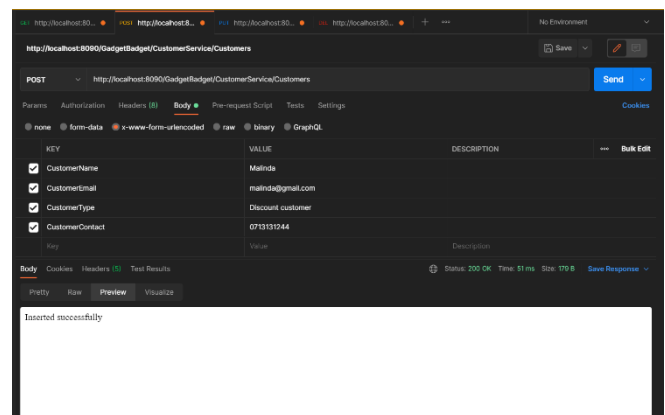 GET http://localhost:80... POST http://localhost:8... PUT http://localhost:80... DEL http://localhost:80... + ooo No Environment
http://localhost:8090/GadgetBadget/CustomerService/Customers Save
POST http://localhost:8090/GadgetBadget/CustomerService/Customers Send
Params Authorization Headers (8) Body Pre-request Script Tests Settings Cookies
none form-data x-www-form-urlencoded raw binary GraphQL
KEY VALUE DESCRIPTION ooo Bulk Edit
CustomerName Malinda
CustomerEmail malinda@gmail.com
CustomerType Discount customer
CustomerContact 0713131244
Key Value Description
Body Cookies Headers (5) Test Results Status: 200 OK Time: 51 ms Size: 179 B Save Response
Pretty Raw Preview Visualize
Inserted successfully